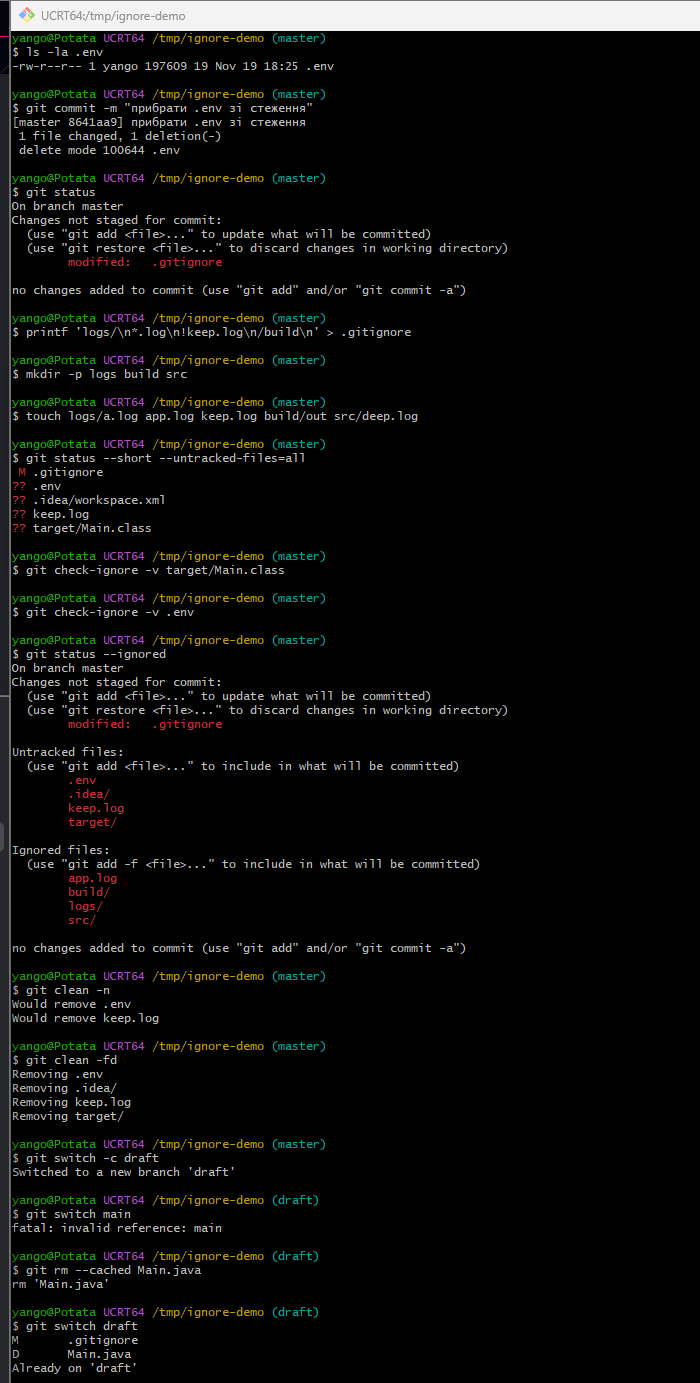 UCRT64:/tmp/ignore-demo
yango@Potata UCRT64 /tmp/ignore-demo (master)
$ ls -la .env
-rw-r--r-- 1 yango 197609 19 Nov 19 18:25 .env
yango@Potata UCRT64 /tmp/ignore-demo (master)
$ git commit -m "прибрати .env зі стеження"
[master 8641aa9] прибрати .env зі стеження
 1 file changed, 1 deletion(-)
 delete mode 100644 .env
yango@Potata UCRT64 /tmp/ignore-demo (master)
$ git status
On branch master
Changes not staged for commit:
  (use "git add <file>..." to update what will be committed)
  (use "git restore <file>..." to discard changes in working directory)
        modified:   .gitignore
no changes added to commit (use "git add" and/or "git commit -a")
yango@Potata UCRT64 /tmp/ignore-demo (master)
$ printf 'logs/\n*.log\n!keep.log\n/build\n' > .gitignore
yango@Potata UCRT64 /tmp/ignore-demo (master)
$ mkdir -p logs build src
yango@Potata UCRT64 /tmp/ignore-demo (master)
$ touch logs/a.log app.log keep.log build/out src/deep.log
yango@Potata UCRT64 /tmp/ignore-demo (master)
$ git status --short --untracked-files=all
 M .gitignore
?? .env
?? .idea/workspace.xml
?? keep.log
?? target/Main.class
yango@Potata UCRT64 /tmp/ignore-demo (master)
$ git check-ignore -v target/Main.class
yango@Potata UCRT64 /tmp/ignore-demo (master)
$ git check-ignore -v .env
yango@Potata UCRT64 /tmp/ignore-demo (master)
$ git status --ignored
On branch master
Changes not staged for commit:
  (use "git add <file>..." to update what will be committed)
  (use "git restore <file>..." to discard changes in working directory)
        modified:   .gitignore
Untracked files:
  (use "git add <file>..." to include in what will be committed)
        .env
        .idea/
        keep.log
        target/
Ignored files:
  (use "git add -f <file>..." to include in what will be committed)
        app.log
        build/
        logs/
        src/
no changes added to commit (use "git add" and/or "git commit -a")
yango@Potata UCRT64 /tmp/ignore-demo (master)
$ git clean -n
Would remove .env
Would remove keep.log
yango@Potata UCRT64 /tmp/ignore-demo (master)
$ git clean -fd
Removing .env
Removing .idea/
Removing keep.log
Removing target/
yango@Potata UCRT64 /tmp/ignore-demo (master)
$ git switch -c draft
Switched to a new branch 'draft'
yango@Potata UCRT64 /tmp/ignore-demo (draft)
$ git switch main
fatal: invalid reference: main
yango@Potata UCRT64 /tmp/ignore-demo (draft)
$ git rm --cached Main.java
rm 'Main.java'
yango@Potata UCRT64 /tmp/ignore-demo (draft)
$ git switch draft
M       .gitignore
D       Main.java
Already on 'draft'